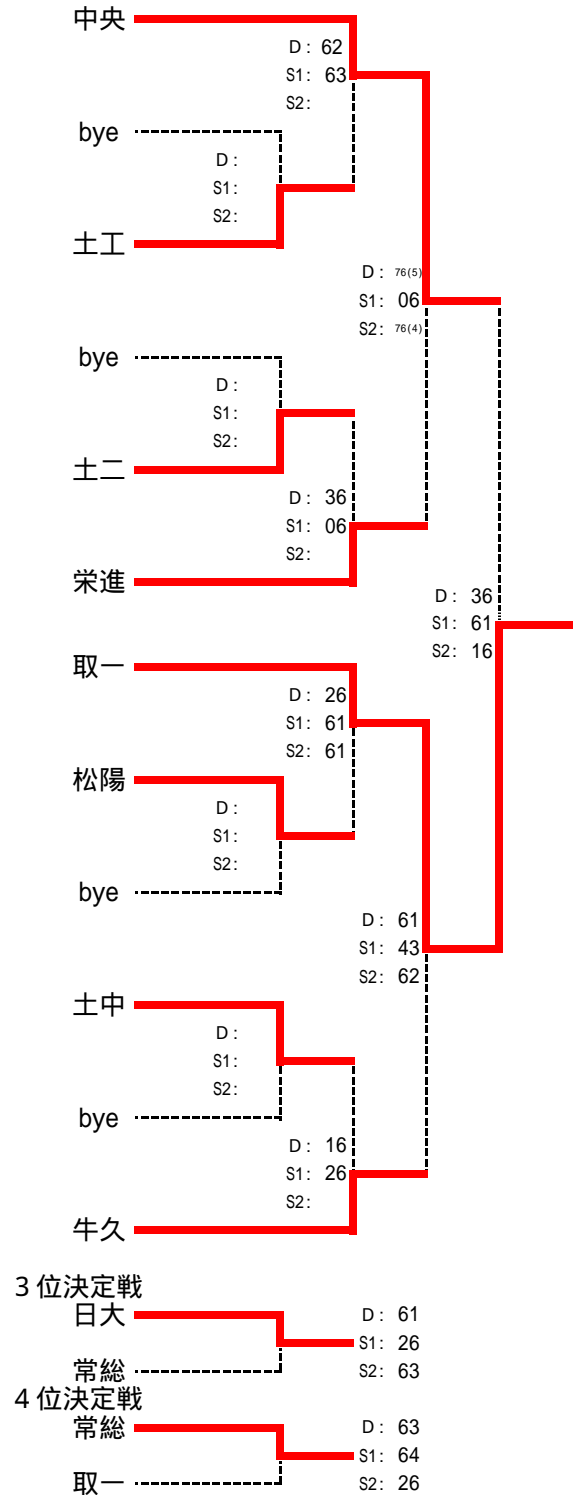 中央
D: 62
S1: 63
S2:
bye
D:
S1:
S2:
土工
D: 76(5)
S1: 06
S2: 76(4)
bye
D:
S1:
S2:
土二
D: 36
S1: 06
S2:
栄進
D: 36
S1: 61
S2: 16
取一
D: 26
S1: 61
S2: 61
松陽
D:
S1:
S2:
bye
D: 61
S1: 43
S2: 62
土中
D:
S1:
S2:
bye
D: 16
S1: 26
S2:
牛久
3位決定戦
日大
D: 61
S1: 26
常総
S2: 63
4位決定戦
常総
D: 63
S1: 64
取一
S2: 26